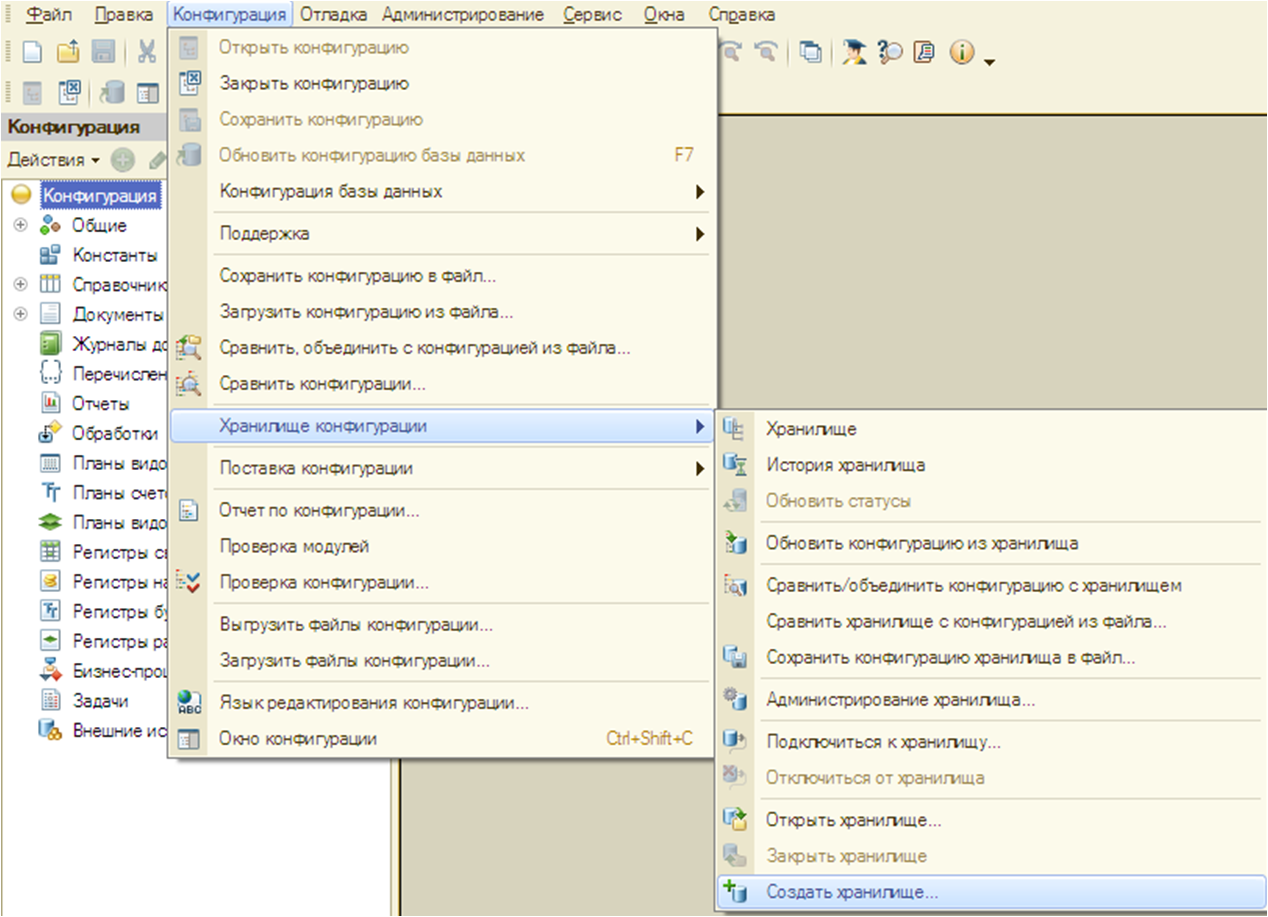 Файл Правка Конфигурация Отладка Администрирование Сервис Окна Справка
Открыть конфигурацию
Закрыть конфигурацию
Сохранить конфигурацию
Обновить конфигурацию базы данных F7
Конфигурация базы данных
Поддержка
Сохранить конфигурацию в файл...
Загрузить конфигурацию из файла...
Сравнить, объединить с конфигурацией из файла...
Сравнить конфигурации...
Хранилище конфигурации
Поставка конфигурации
Отчет по конфигурации...
Проверка модулей
Проверка конфигурации...
Выгрузить файлы конфигурации...
Загрузить файлы конфигурации...
ABC Язык редактирования конфигурации...
Окно конфигурации Ctrl+Shift+C
Конфигурация
Действия
Конфигурация
Общие
Константы
Справочник
Документы
Журналы до
Перечислен
Отчеты
Обработки
Планы видо
Планы счет
Планы видо
Регистры св
Регистры на
Регистры бу
Регистры ра
Бизнес-проц
Задачи
Внешние ис
Хранилище
История хранилища
Обновить статусы
Обновить конфигурацию из хранилища
Сравнить/объединить конфигурацию с хранилищем
Сравнить хранилище с конфигурацией из файла...
Сохранить конфигурацию хранилища в файл...
Администрирование хранилища...
Подключиться к хранилищу...
Отключиться от хранилища
Открыть хранилище...
Закрыть хранилище
Создать хранилище...